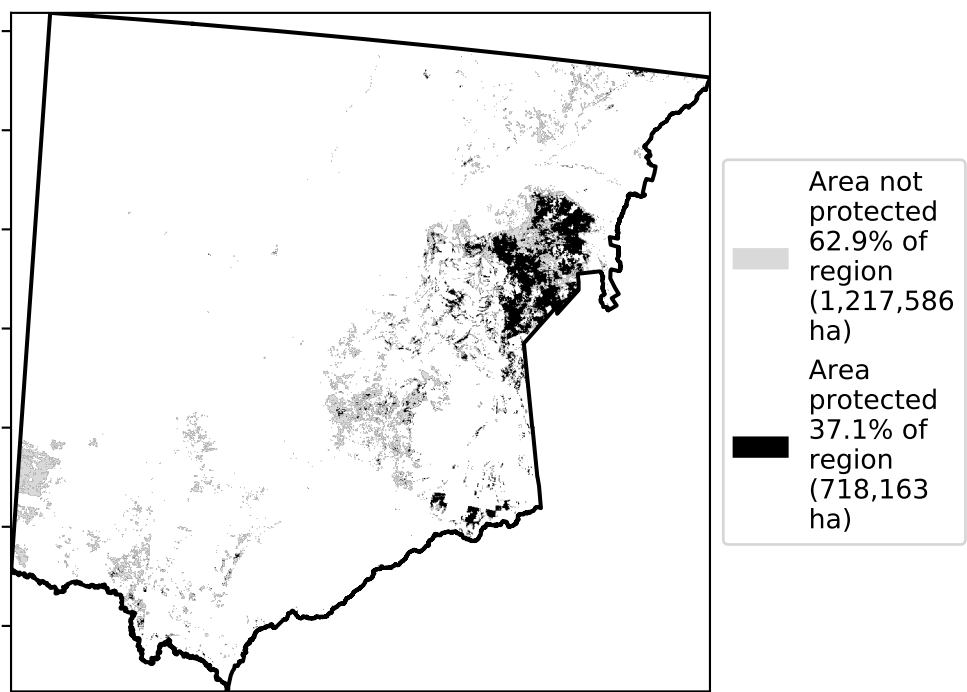 Area not
protected
62.9% of
region
(1,217,586
ha)
Area
protected
37.1% of
region
(718,163
ha)